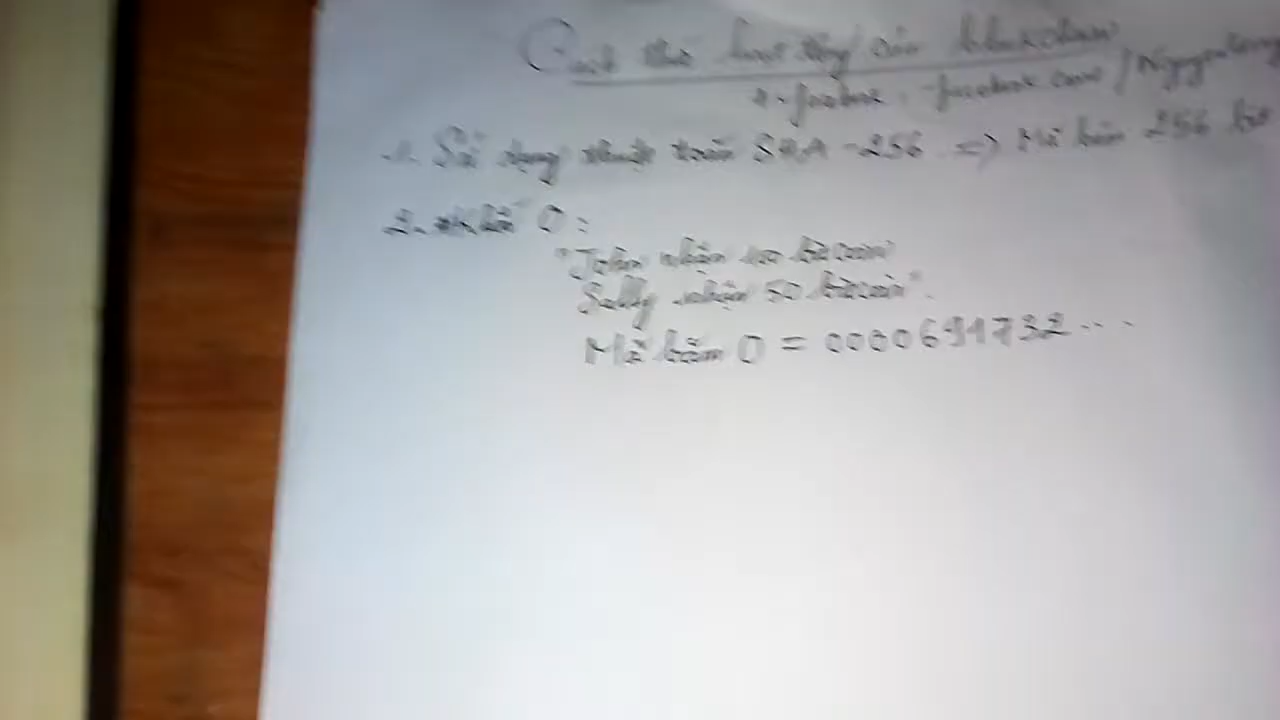 Cách thức hoạt động của blockchain
1. Sử dụng thuật toán SHA-256 => Mã băm 256 bit
2. Khối 0:
"John nhận 100 bitcoin
Sally nhận 50 bitcoin".
Mã băm 0 = 0000691732...